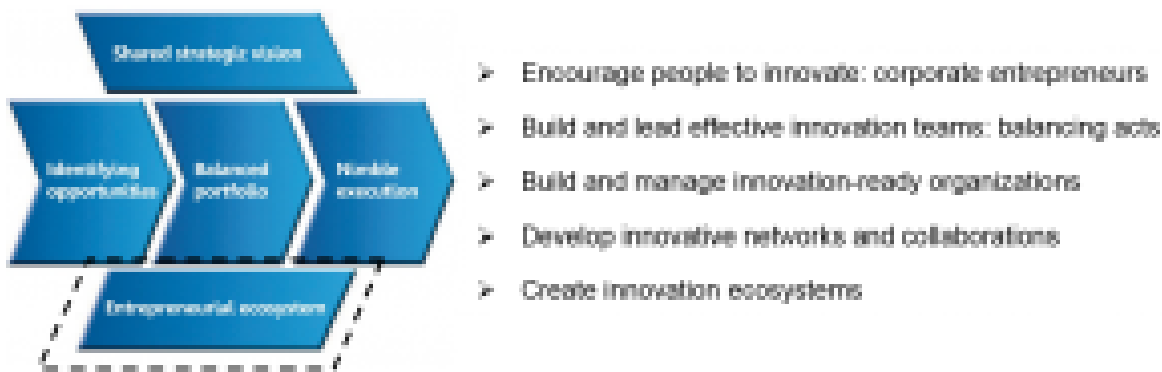 Shared strategic vision
Identifying
opportunities
Balanced
portfolio
Nimble
execution
Entrepreneurial ecosystem
➢ Encourage people to innovate: corporate entrepreneurs
➢ Build and lead effective innovation teams: balancing acts
➢ Build and manage innovation-ready organizations
➢ Develop innovative networks and collaborations
➢ Create innovation ecosystems